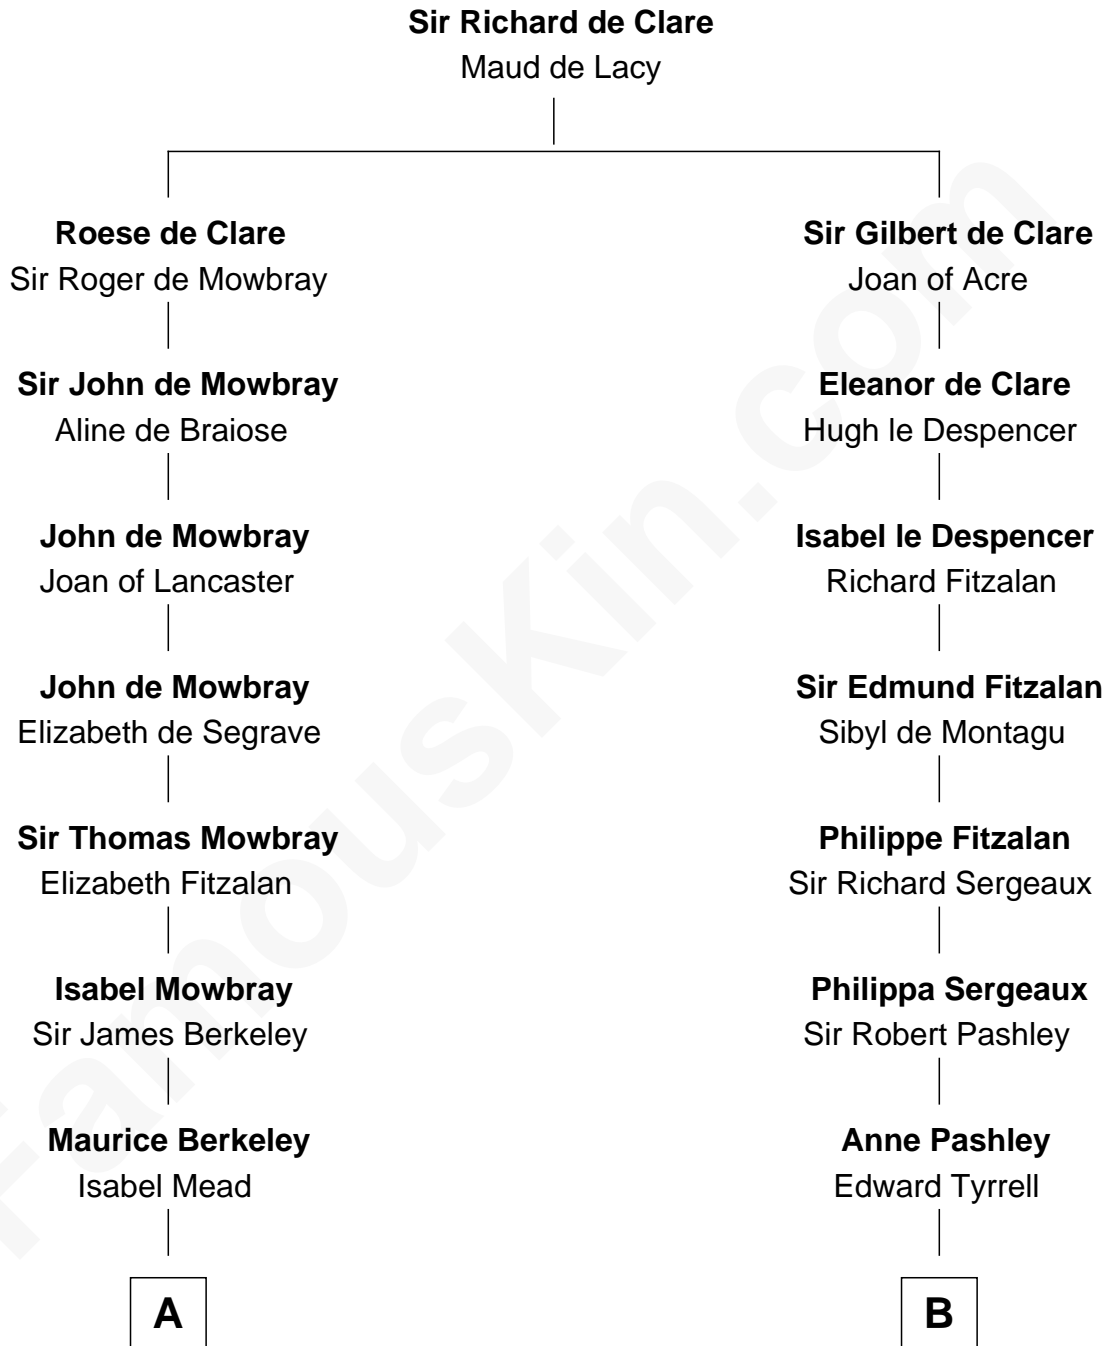 Sir Richard de Clare
Maud de Lacy
Roese de Clare
Sir Roger de Mowbray
Sir Gilbert de Clare
Joan of Acre
Sir John de Mowbray
Aline de Braiose
Eleanor de Clare
Hugh le Despencer
John de Mowbray
Joan of Lancaster
Isabel le Despencer
Richard Fitzalan
John de Mowbray
Elizabeth de Segrave
Sir Edmund Fitzalan
Sibyl de Montagu
Sir Thomas Mowbray
Elizabeth Fitzalan
Philippe Fitzalan
Sir Richard Sergeaux
Isabel Mowbray
Sir James Berkeley
Philippa Sergeaux
Sir Robert Pashley
Maurice Berkeley
Isabel Mead
Anne Pashley
Edward Tyrrell
A
B
FamousKin.com